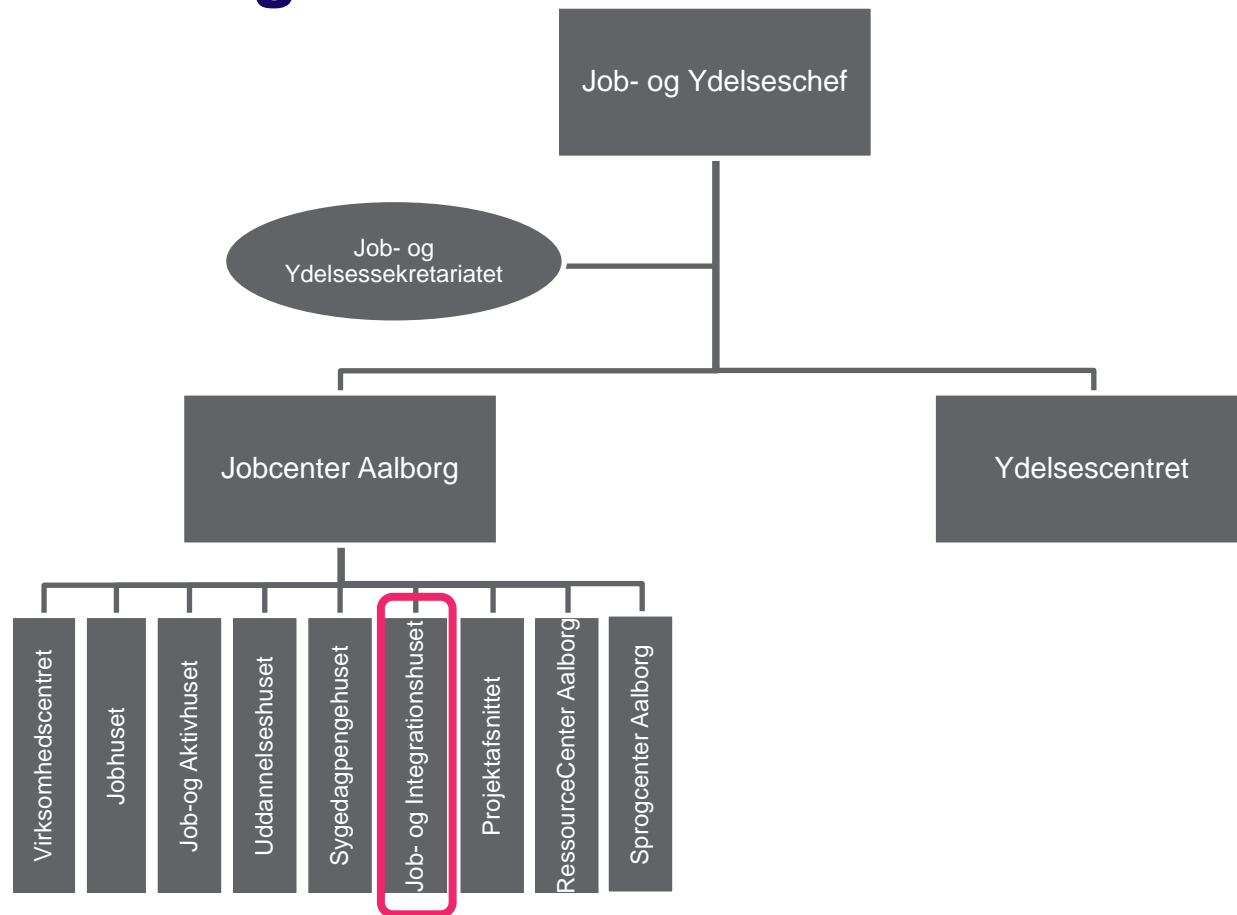 Job- og Ydelseschef
Job- og
Ydelsessekretariatet
Jobcenter Aalborg
Ydelsescentret
Virksomhedscentret
Jobhuset
Job-og Aktivhuset
Uddannelseshuset
Sygedagpengehuset
Job- og Integrationshuset
Projektafsnittet
RessourceCenter Aalborg
Sprogcenter Aalborg